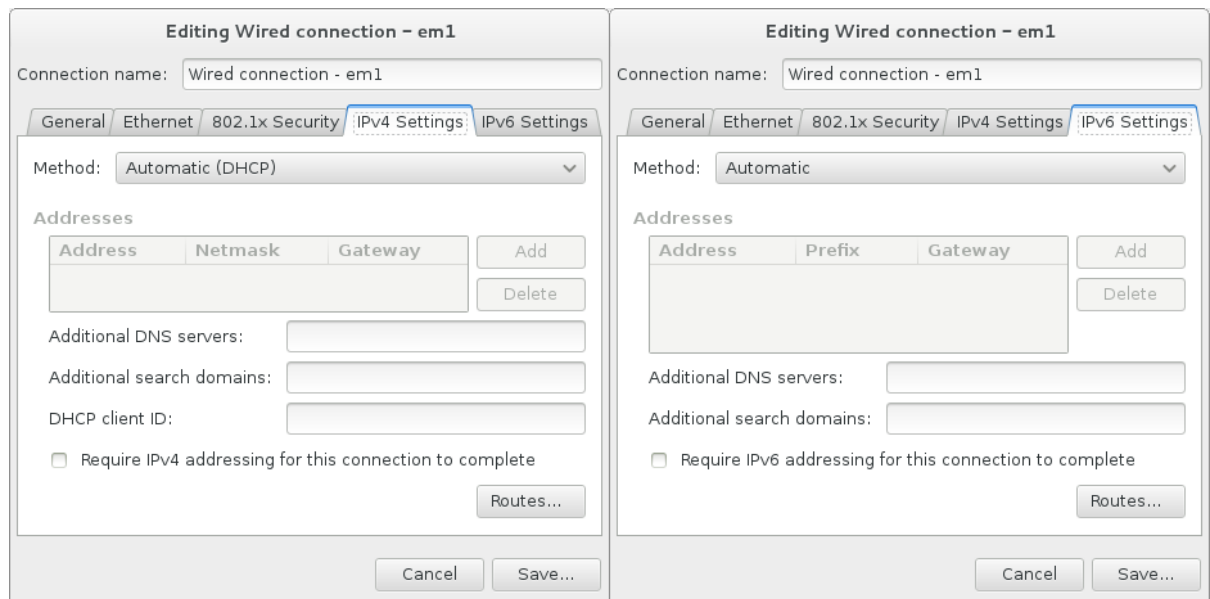 Editing Wired connection – em1
Connection name: Wired connection - em1
General Ethernet 802.1x Security IPv4 Settings IPv6 Settings
Method: Automatic (DHCP)
Addresses
Address Netmask Gateway Add
Delete
Additional DNS servers:
Additional search domains:
DHCP client ID:
Require IPv4 addressing for this connection to complete
Routes...
Cancel Save...
Editing Wired connection – em1
Connection name: Wired connection - em1
General Ethernet 802.1x Security IPv4 Settings IPv6 Settings
Method: Automatic
Addresses
Address Prefix Gateway Add
Delete
Additional DNS servers:
Additional search domains:
Require IPv6 addressing for this connection to complete
Routes...
Cancel Save...